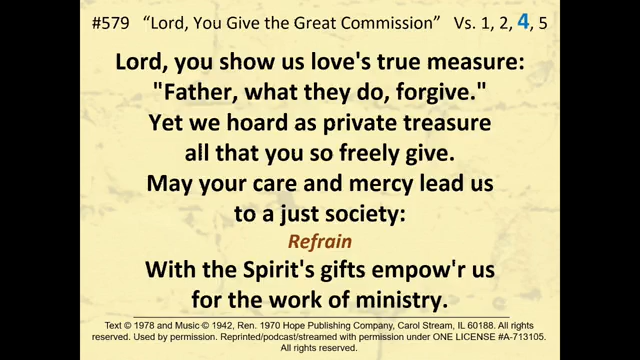 #579 “Lord, You Give the Great Commission” Vs. 1, 2, 4, 5
Lord, you show us love's true measure:
"Father, what they do, forgive."
Yet we hoard as private treasure
all that you so freely give.
May your care and mercy lead us
to a just society:
Refrain
With the Spirit's gifts empow'r us
for the work of ministry.
Text © 1978 and Music © 1942, Ren. 1970 Hope Publishing Company, Carol Stream, IL 60188. All rights
reserved. Used by permission. Reprinted/podcast/streamed with permission under ONE LICENSE #A-713105.
All rights reserved.